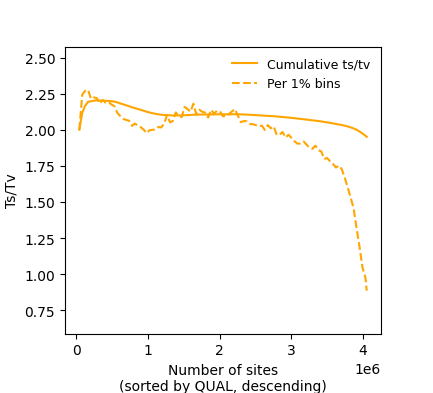 2.50
2.25
2.00
1.75
1.50
1.25
1.00
0.75
Ts/Tv
Cumulative ts/tv
Per 1% bins
0 1 2 3 4
1e6
Number of sites
(sorted by QUAL, descending)